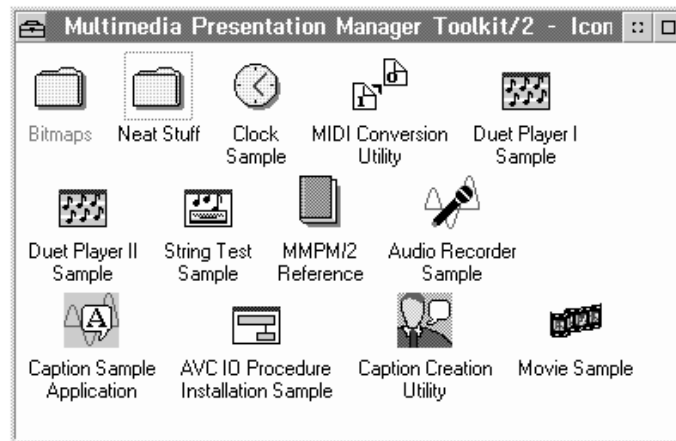 Multimedia Presentation Manager Toolkit/2 - Icon
Bitmaps Neat Stuff Clock MIDI Conversion Duet Player I
Sample Utility Sample
Duet Player II String Test MMPM/2 Audio Recorder
Sample Sample Reference Sample
A
Caption Sample AVC IO Procedure Caption Creation Movie Sample
Application Installation Sample Utility